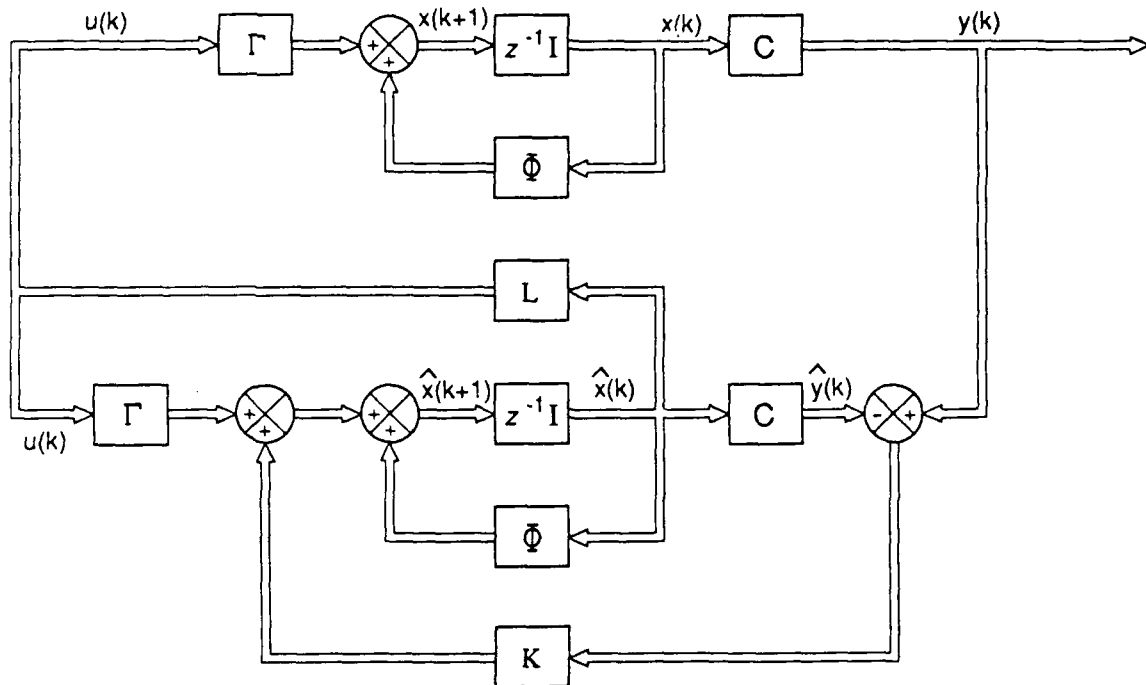 u(k)
Γ
+
+
x(k+1)
z⁻¹I
x(k)
C
y(k)
Φ
L
u(k)
Γ
+
+
+
+
x̂(k+1)
z⁻¹I
x̂(k)
C
ŷ(k)
-
+
Φ
K